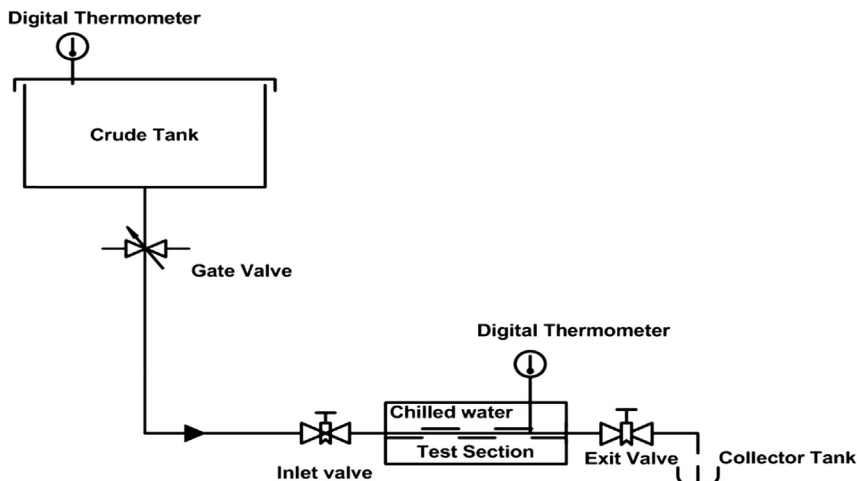 Digital Thermometer
Crude Tank
Gate Valve
Digital Thermometer
Chilled water
Test Section
Inlet valve
Exit Valve
Collector Tank